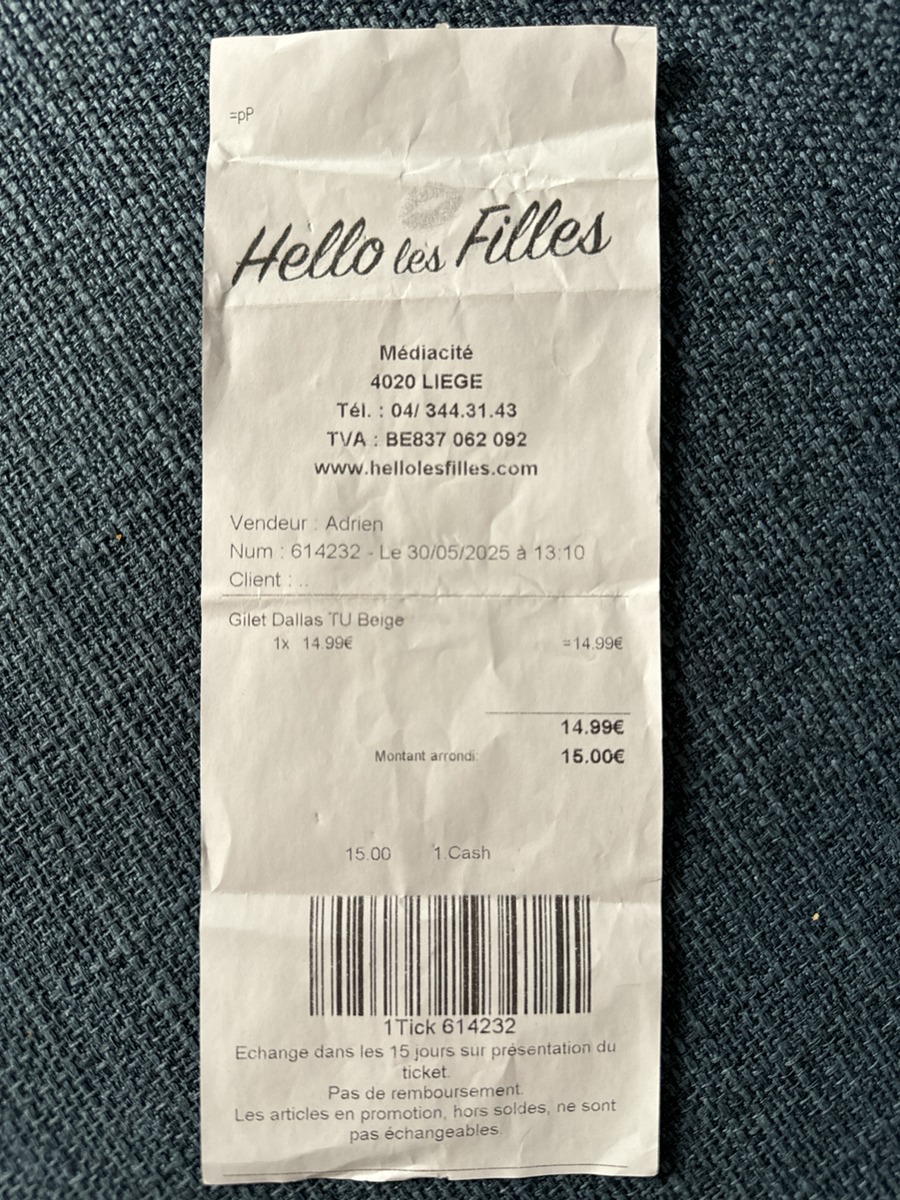 =pP
Hello les Filles
Médiacité
4020 LIEGE
Tél. : 04/ 344.31.43
TVA : BE837 062 092
www.hellolesfilles.com
Vendeur : Adrien
Num : 614232 - Le 30/05/2025 à 13:10
Client : ..
Gilet Dallas TU Beige
1x 14.99€ =14.99€
14.99€
Montant arrondi: 15.00€
15.00 1.Cash
1Tick 614232
Echange dans les 15 jours sur présentation du
ticket.
Pas de remboursement.
Les articles en promotion, hors soldes, ne sont
pas échangeables.